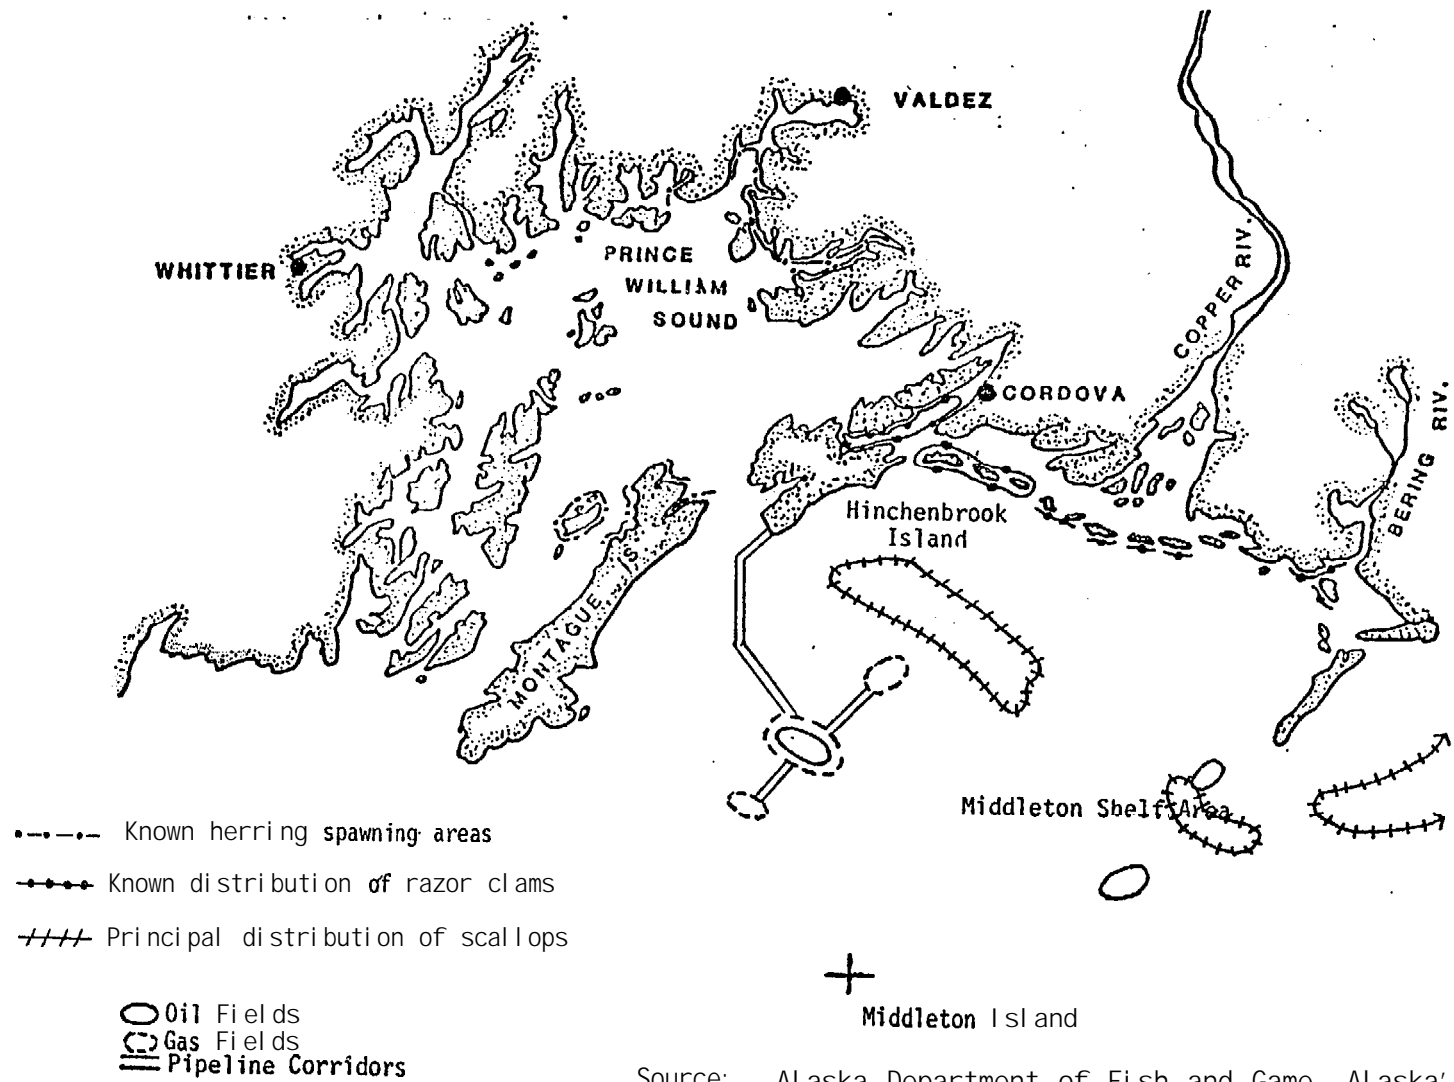 VALDEZ
WHITTIER
PRINCE
WILLIAM
SOUND
COPPER RIV.
CORDOVA
BERING RIV.
Hinchenbrook
Island
MONTAGUE IS.
Middleton Shelf Area
Known herring spawning areas
Known distribution of razor clams
Principal distribution of scallops
Oil Fields
Gas Fields
Pipeline Corridors
Middleton Island
Source: Alaska Department of Fish and Game, Alaska's